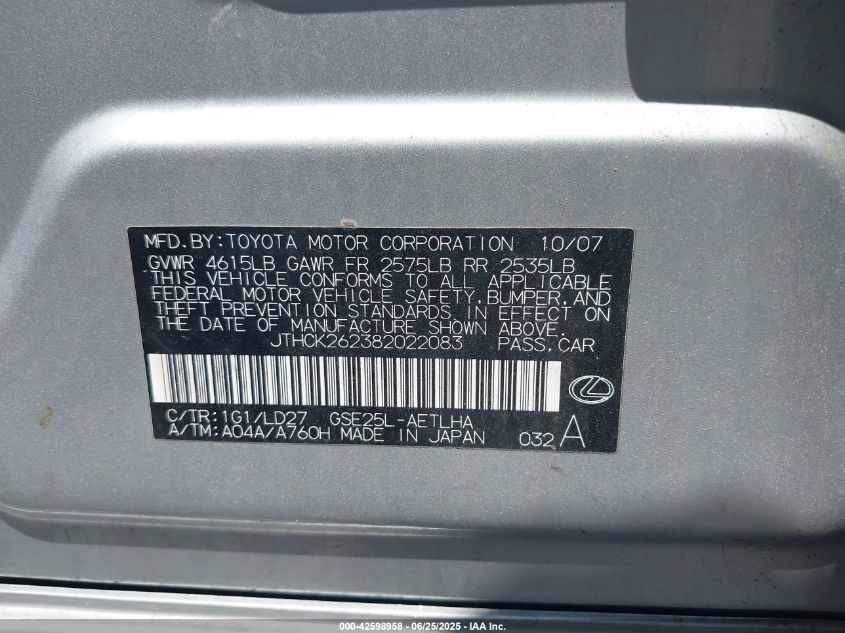 MFD. BY: TOYOTA MOTOR CORPORATION 10/07
GVWR 4615LB GAWR FR 2575LB RR 2535LB
THIS VEHICLE CONFORMS TO ALL APPLICABLE
FEDERAL MOTOR VEHICLE SAFETY, BUMPER, AND
THEFT PREVENTION STANDARDS IN EFFECT ON
THE DATE OF MANUFACTURE SHOWN ABOVE.
JTHCK262382022083 PASS. CAR
C/TR: 1G1/LD27 GSE25L-AETLHA
A/TM: A04A/A760H MADE IN JAPAN 032 A
000-42598958 - 06/25/2025 - IAA Inc.